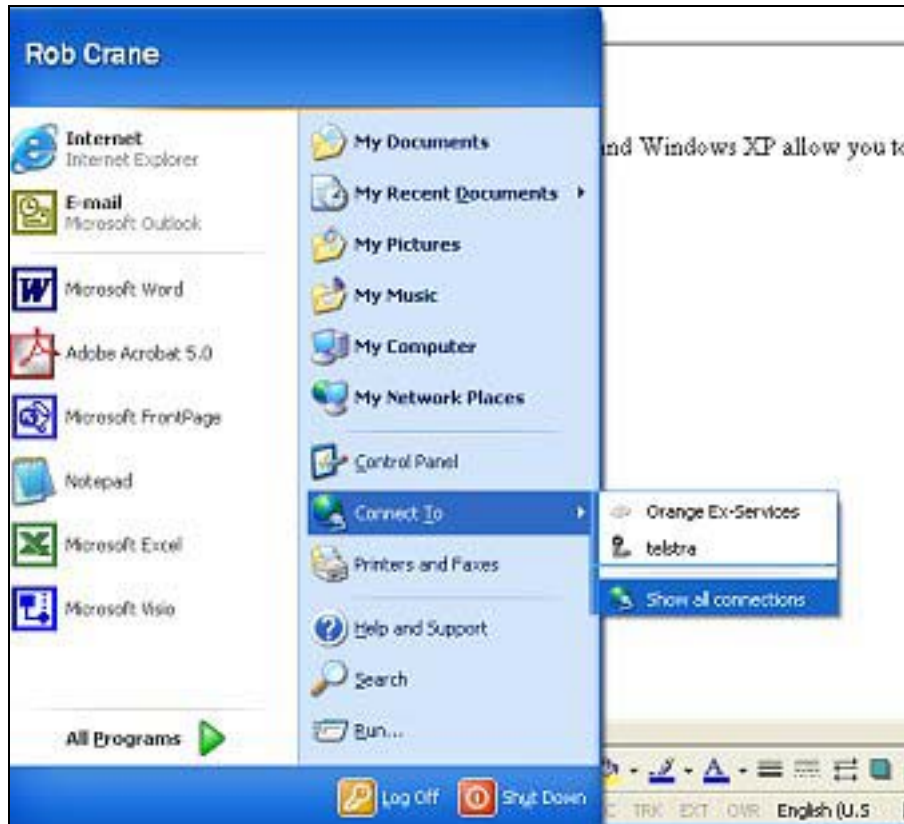 Rob Crane
Internet
Internet Explorer
E-mail
Microsoft Outlook
Microsoft Word
Adobe Acrobat 5.0
Microsoft FrontPage
Notepad
Microsoft Excel
Microsoft Visio
All Programs
My Documents
My Recent Documents
My Pictures
My Music
My Computer
My Network Places
Control Panel
Connect To
Printers and Faxes
Help and Support
Search
Run...
Orange Ex-Services
telstra
Show all connections
Log Off
Shut Down
and Windows XP allow you to
TRK EXT OVR English (U.S